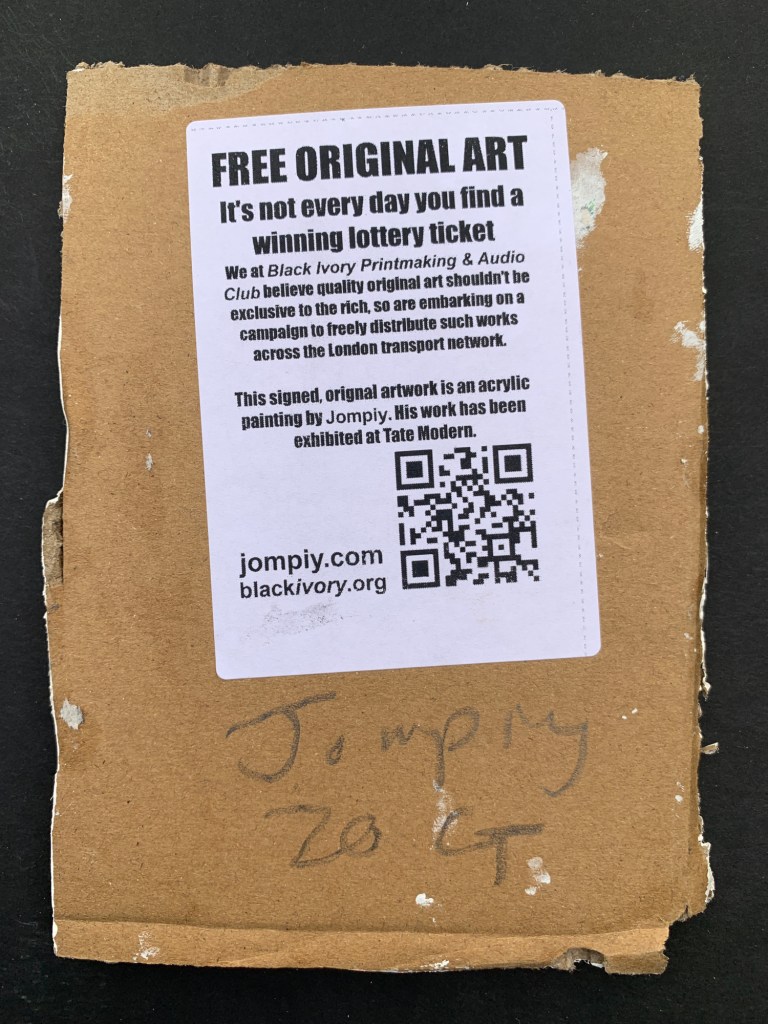 FREE ORIGINAL ART
It's not every day you find a
winning lottery ticket
We at Black Ivory Printmaking & Audio
Club believe quality original art shouldn't be
exclusive to the rich, so are embarking on a
campaign to freely distribute such works
across the London transport network.
This signed, orignal artwork is an acrylic
painting by Jompiy. His work has been
exhibited at Tate Modern.
jompiy.com
blackivory.org
Jompiy